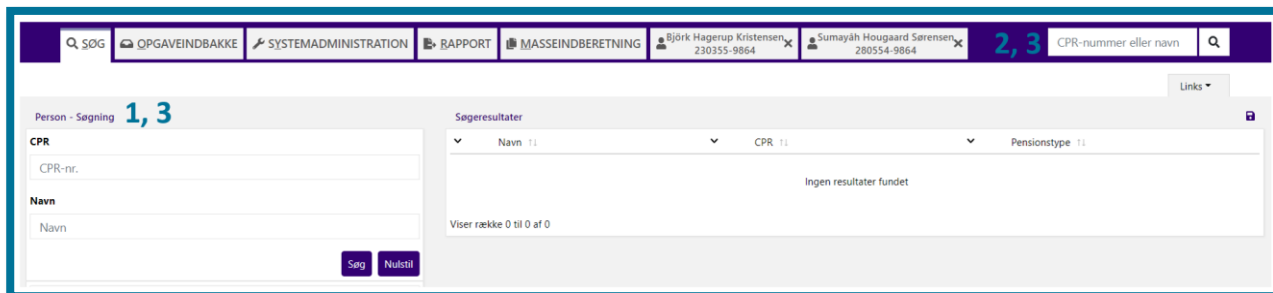 SØG
OPGAVEINDBAKKE
SYSTEMADMINISTRATION
RAPPORT
MASSEINDBERETNING
Björk Hagerup Kristensen
230355-9864
Sumayáh Hougaard Sørensen
280554-9864
2, 3
CPR-nummer eller navn
Links
Person - Søgning 1, 3
CPR
CPR-nr.
Navn
Navn
Søg Nulstil
Søgeresultater
Navn CPR Pensionstype
Ingen resultater fundet
Viser række 0 til 0 af 0